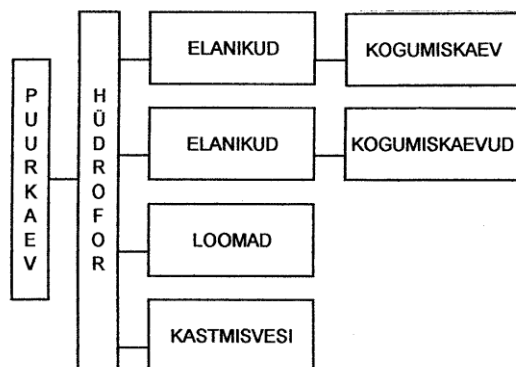 PUURKAEV
HÜDROFOR
ELANIKUD
KOGUMISKAEV
ELANIKUD
KOGUMISKAEVUD
LOOMAD
KASTMISVESI